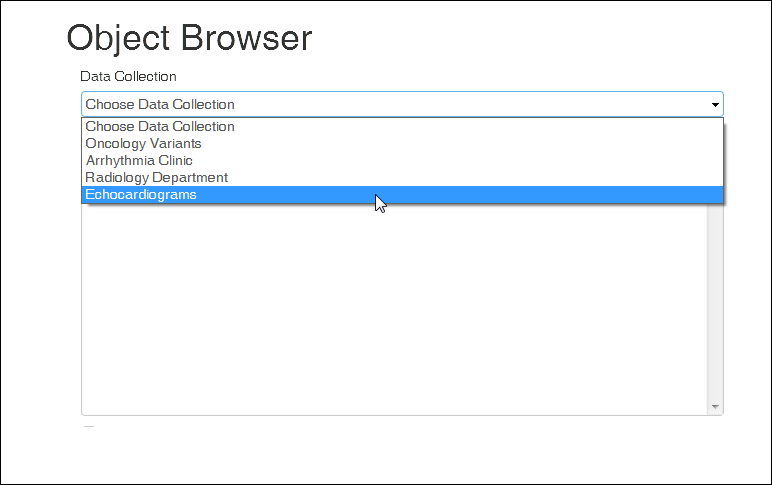 Object Browser
Data Collection
Choose Data Collection
Choose Data Collection
Oncology Variants
Arrhythmia Clinic
Radiology Department
Echocardiograms